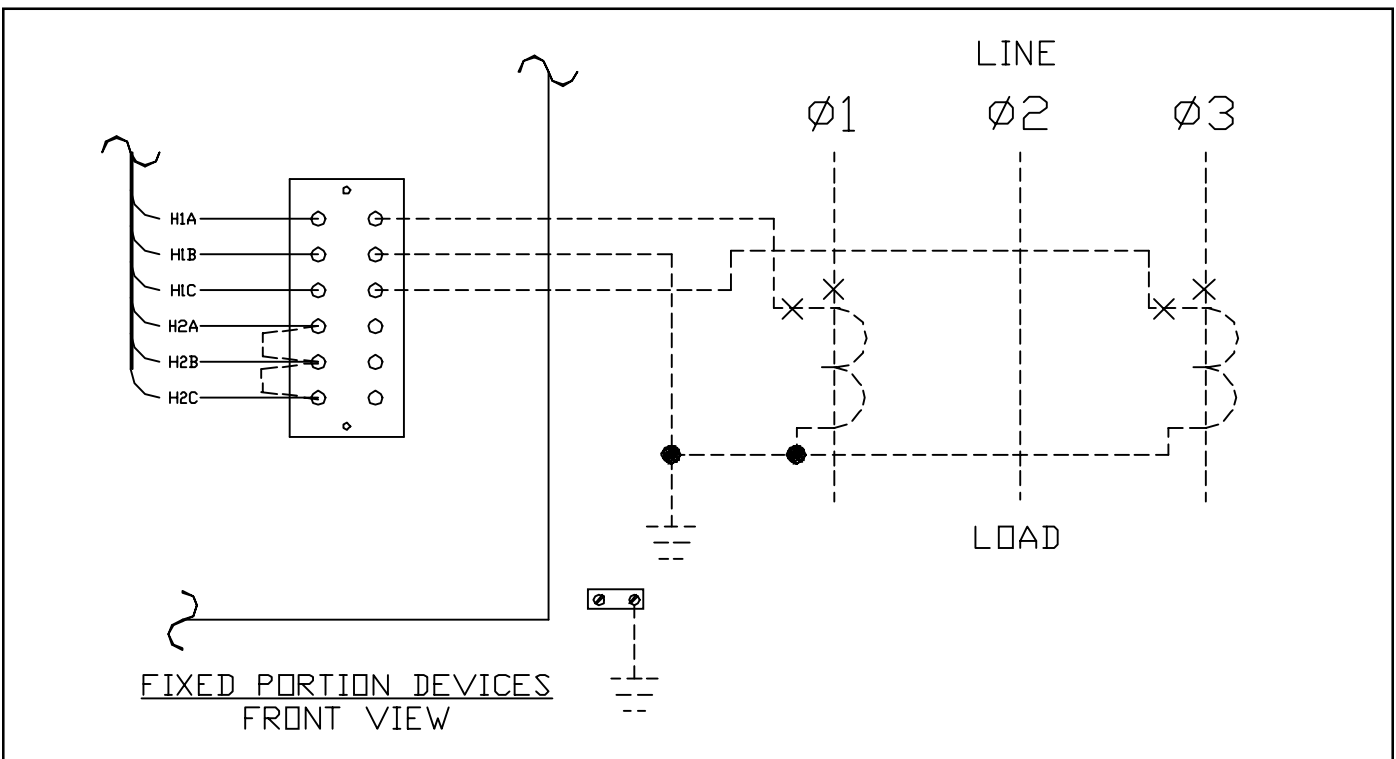 LINE
Ø1 Ø2 Ø3
H1A
H1B
H1C
H2A
H2B
H2C
LOAD
FIXED PORTION DEVICES
FRONT VIEW